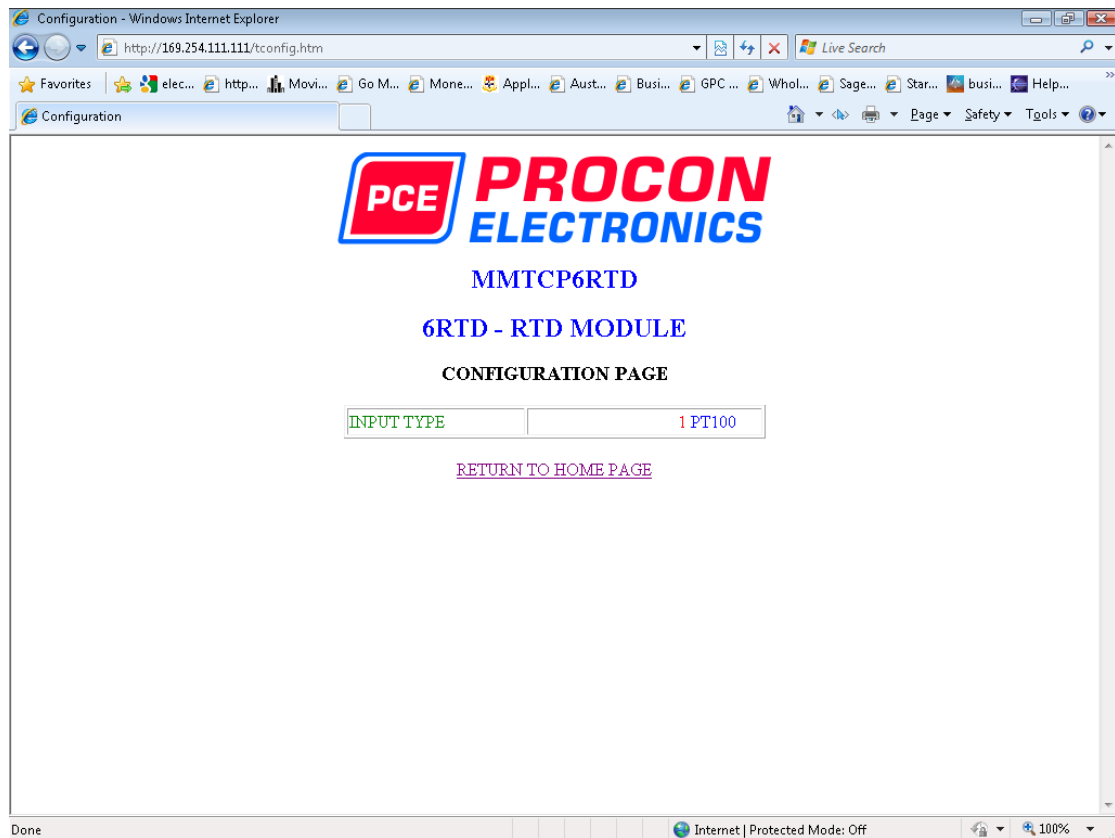 Configuration - Windows Internet Explorer
http://169.254.111.111/tconfig.htm
Live Search
Favorites elec... http... Movi... Go M... Mone... Appl... Aust... Busi... GPC ... Whol... Sage... Star... busi... Help... »
Configuration
Page Safety Tools
PCE PROCON
ELECTRONICS
MMTCP6RTD
6RTD - RTD MODULE
CONFIGURATION PAGE
INPUT TYPE 1 PT100
RETURN TO HOME PAGE
Done Internet | Protected Mode: Off 100%